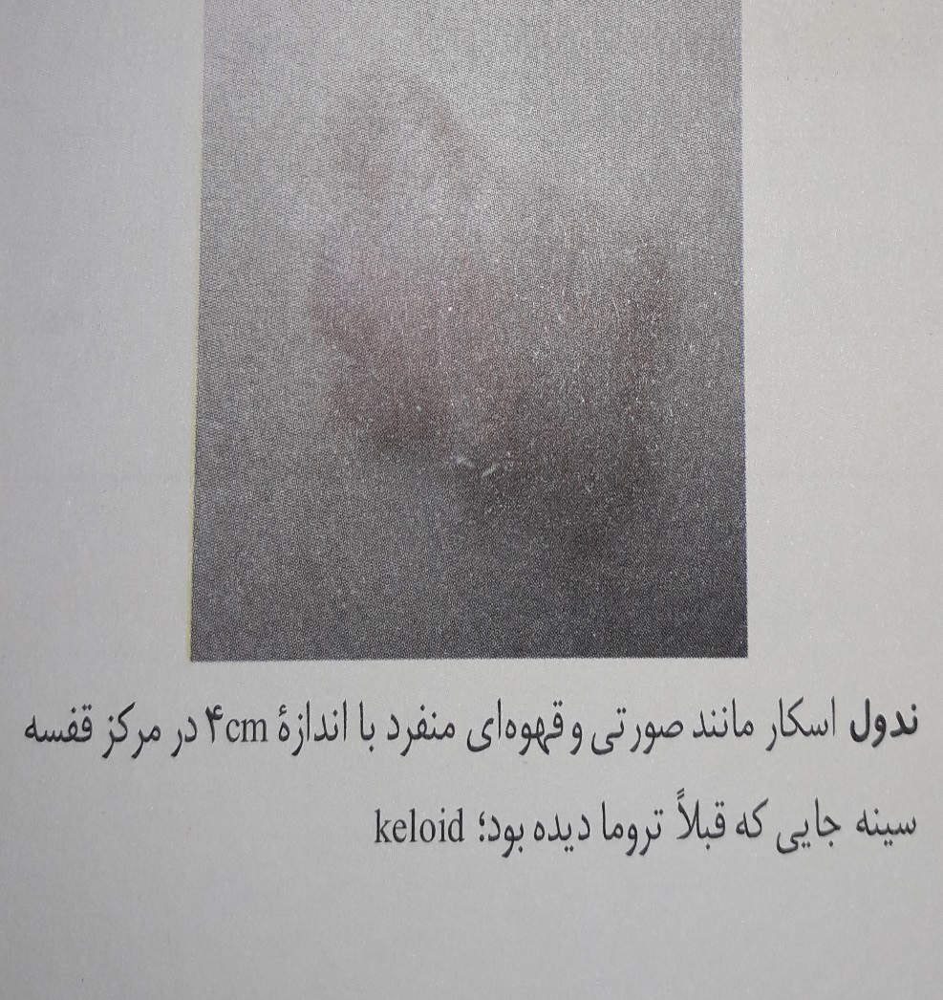 ندول اسکار مانند صورتی و قهوه‌ای منفرد با اندازهٔ ۴cm در مرکز قفسه
سینه جایی که قبلاً تروما دیده بود؛ keloid